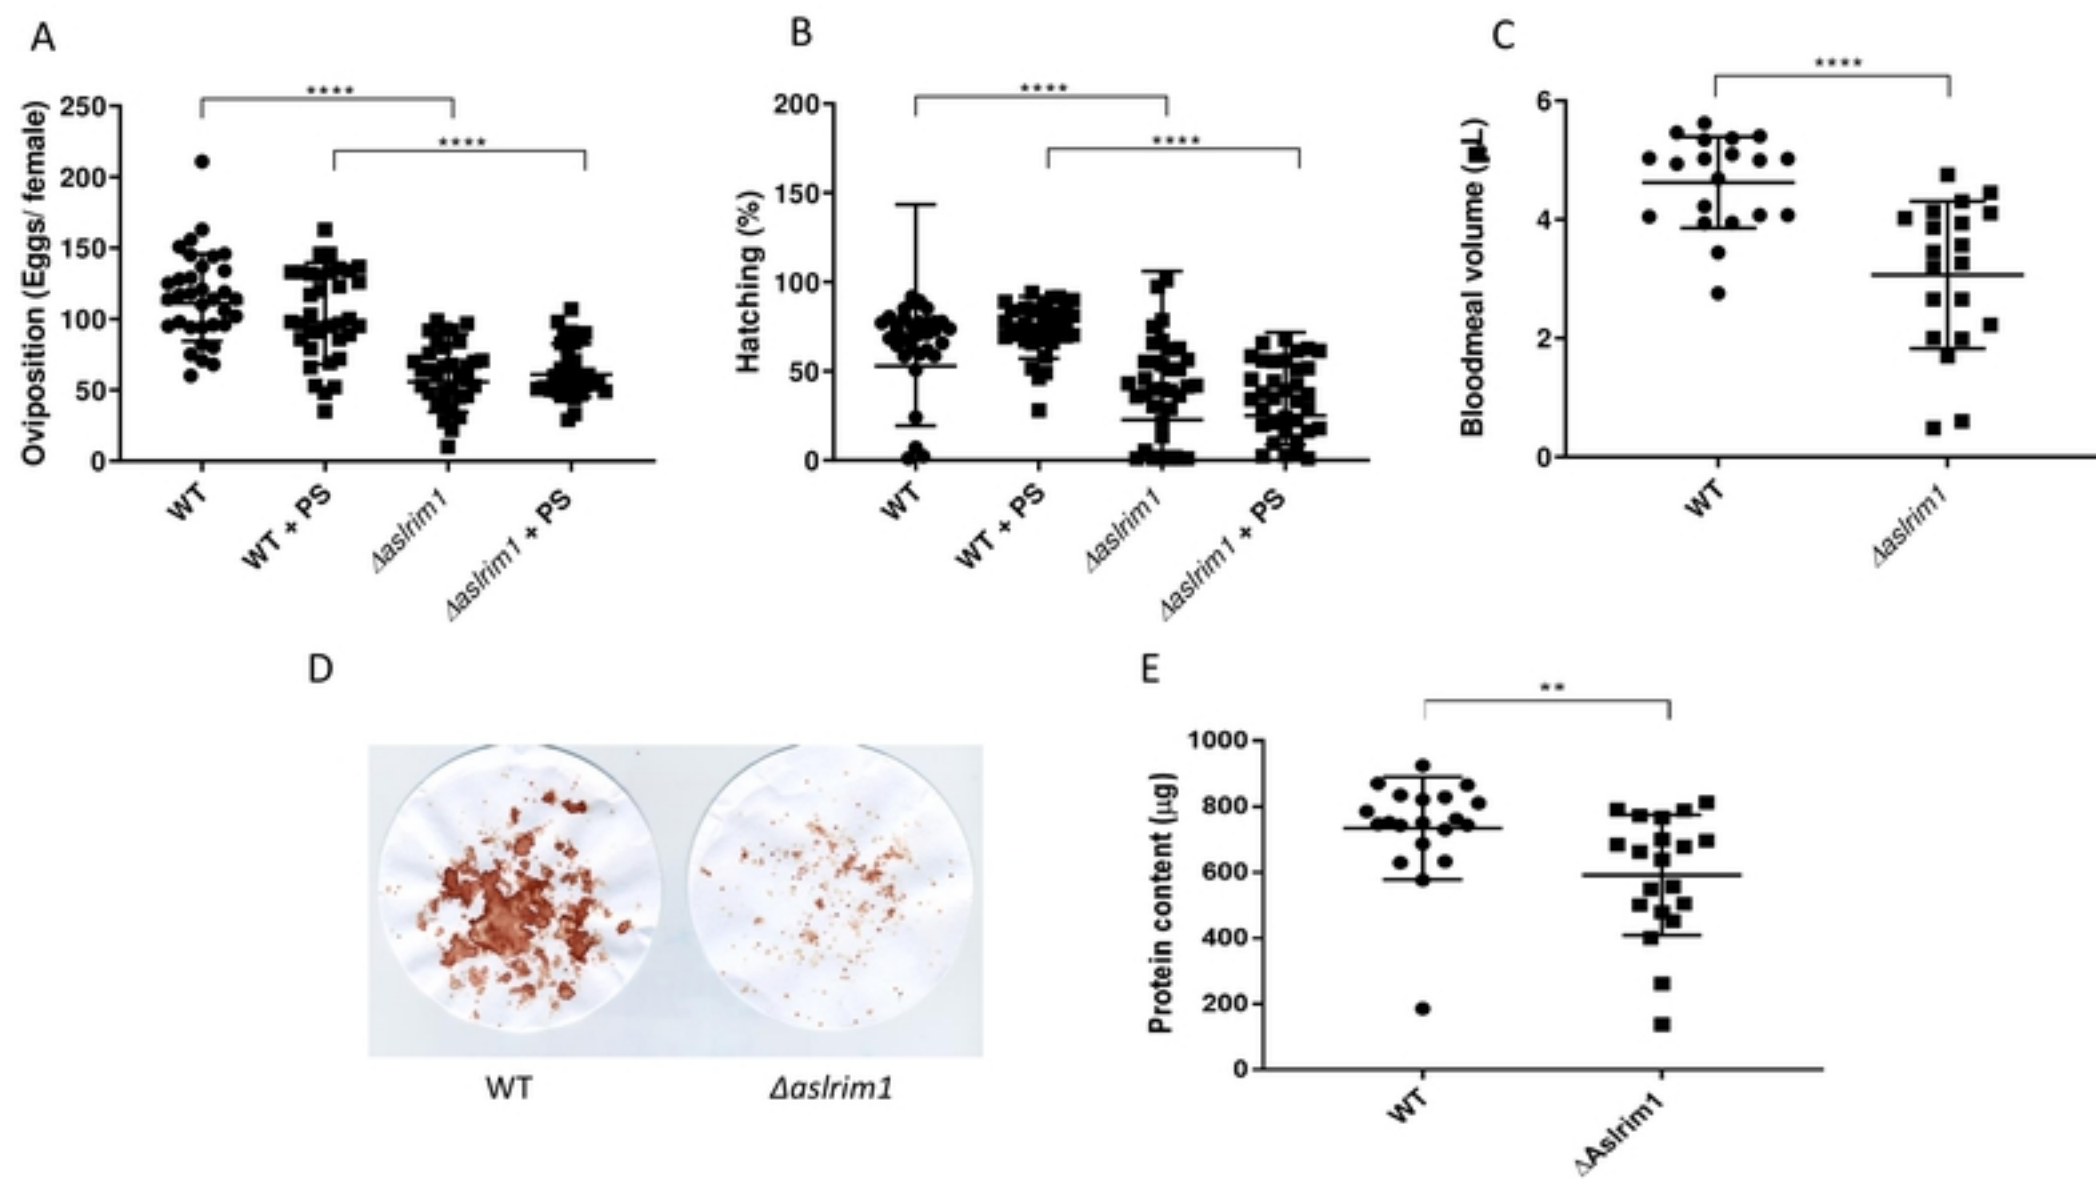 A
B
C
Oviposition (Eggs/ female)
250
200
150
100
50
0
****
****
WT
WT + PS
Δaslrim1
Δaslrim1 + PS
Hatching (%)
200
150
100
50
0
****
****
WT
WT + PS
Δaslrim1
Δaslrim1 + PS
Bloodmeal volume (µL)
6
4
2
0
****
WT
Δaslrim1
D
E
WT
Δaslrim1
Protein content (µg)
1000
800
600
400
200
0
**
WT
ΔAslrim1